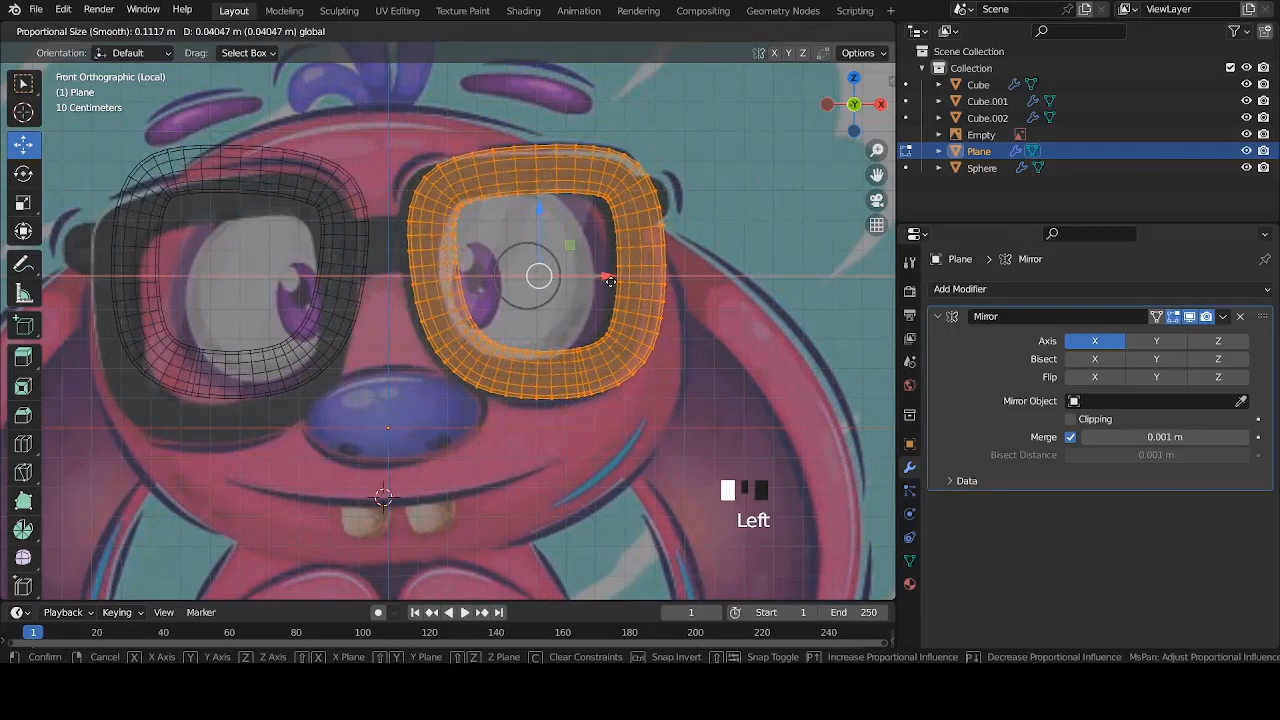 File Edit Render Window Help Layout Modeling Sculpting UV Editing Texture Paint Shading Animation Rendering Compositing Geometry Nodes Scripting Scene ViewLayer
Proportional Size (Smooth): 0.1117 m D: 0.04047 m (0.04047 m) global
Orientation: Default Drag: Select Box X Y Z Options
Front Orthographic (Local)
(1) Plane
10 Centimeters
Z
X
-Y
Scene Collection
Collection
Cube
Cube.001
Cube.002
Empty
Plane
Sphere
Plane Mirror
Add Modifier
Mirror
Axis X Y Z
Bisect X Y Z
Flip X Y Z
Mirror Object
Clipping
Merge 0.001 m
Bisect Distance 0.001 m
Data
Left
Playback Keying View Marker 1 Start 1 End 250
1 20 40 60 80 100 120 140 160 180 200 220 240
Confirm Cancel X X Axis Y Y Axis Z Z Axis X X Plane Y Y Plane Z Z Plane C Clear Constraints Ctrl Snap Invert Snap Toggle P↑ Increase Proportional Influence P↓ Decrease Proportional Influence MsPan: Adjust Proportional Influence